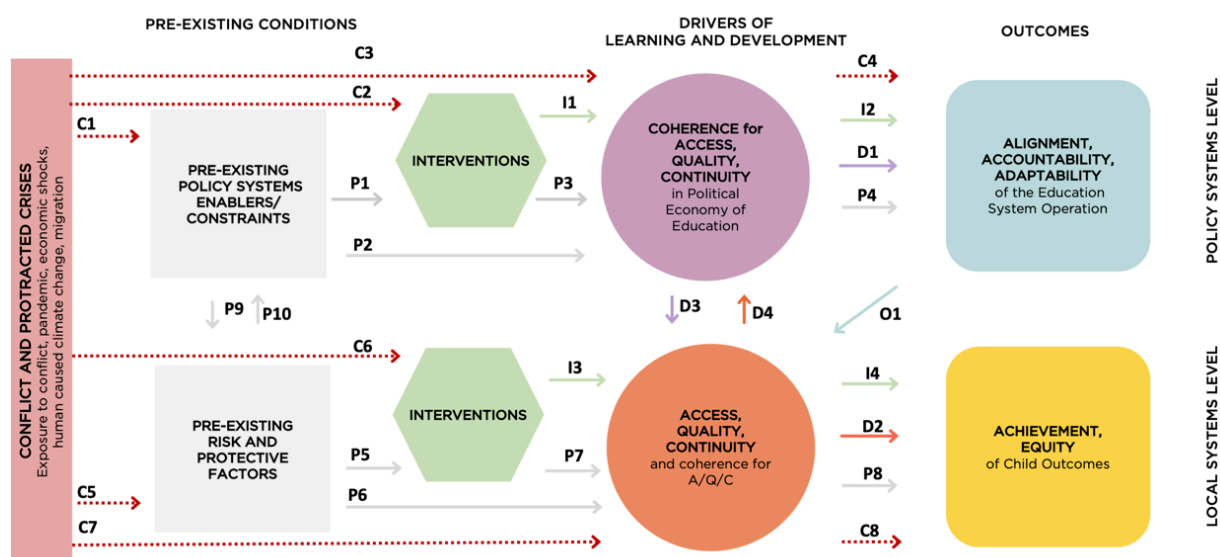 PRE-EXISTING CONDITIONS
DRIVERS OF
LEARNING AND DEVELOPMENT
OUTCOMES
CONFLICT AND PROTRACTED CRISES
Exposure to conflict, pandemic, economic shocks,
human caused climate change, migration
C3
C4
C2
C1
I1
I2
D1
P1
P3
P4
P2
PRE-EXISTING
POLICY SYSTEMS
ENABLERS/
CONSTRAINTS
INTERVENTIONS
COHERENCE for
ACCESS,
QUALITY,
CONTINUITY
in Political
Economy of
Education
ALIGNMENT,
ACCOUNTABILITY,
ADAPTABILITY
of the Education
System Operation
POLICY SYSTEMS LEVEL
P9
P10
D3
D4
O1
C6
I3
I4
D2
P5
P7
P8
P6
C5
C7
C8
PRE-EXISTING
RISK AND
PROTECTIVE
FACTORS
INTERVENTIONS
ACCESS,
QUALITY,
CONTINUITY
and coherence for
A/Q/C
ACHIEVEMENT,
EQUITY
of Child Outcomes
LOCAL SYSTEMS LEVEL